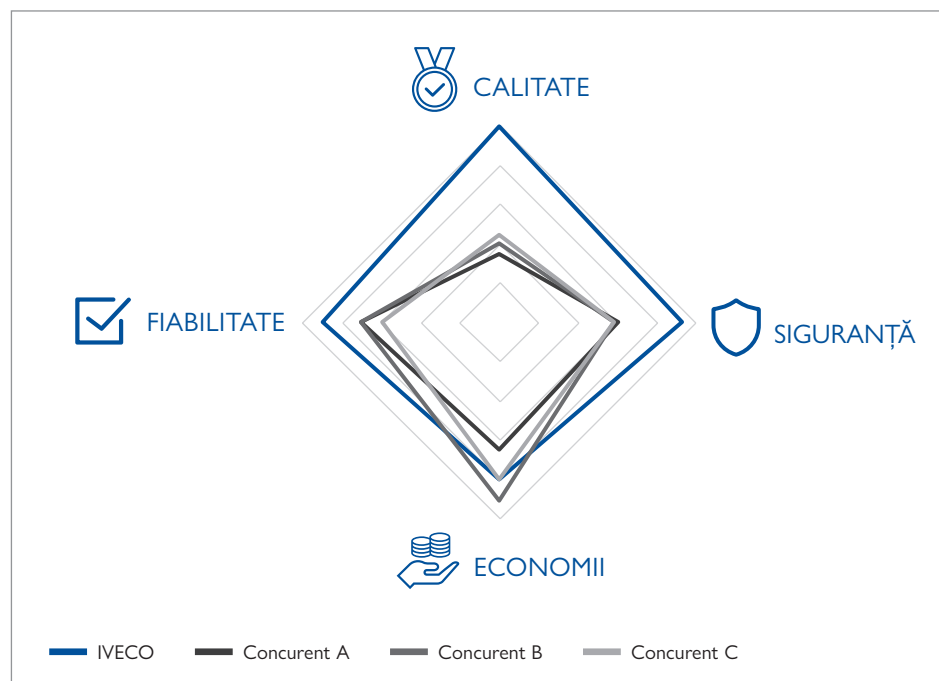 CALITATE
FIABILITATE
SIGURANȚĂ
ECONOMII
IVECO
Concurent A
Concurent B
Concurent C